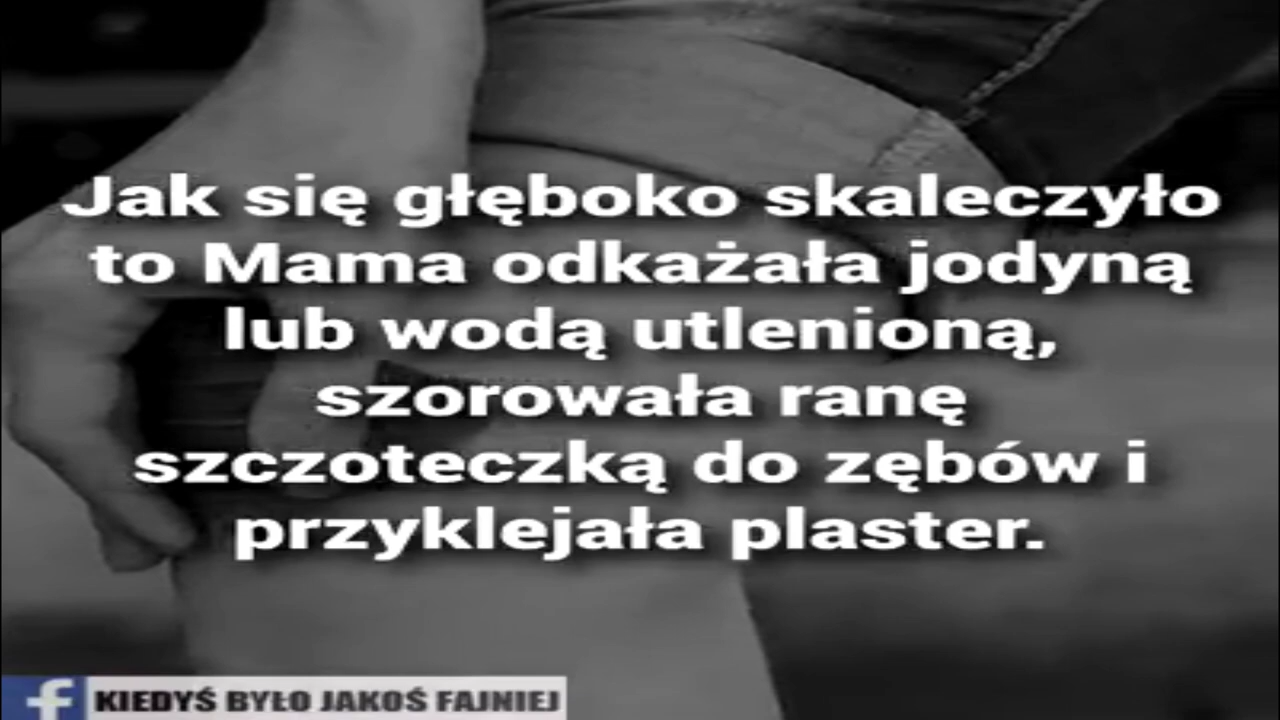 Jak się głęboko skaleczyło
to Mama odkażała jodyną
lub wodą utlenioną,
szorowała ranę
szczoteczką do zębów i
przyklejała plaster.
f KIEDYŚ BYŁO JAKOŚ FAJNIEJ